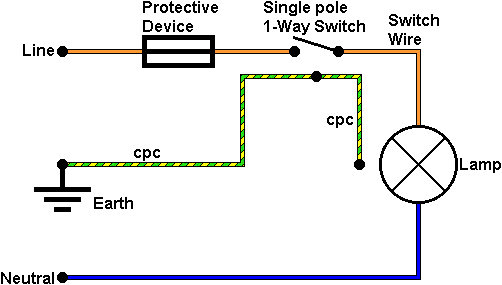 Protective
Device
Single pole
1-Way Switch
Switch
Wire
Line
cpc
cpc
Lamp
Earth
Neutral